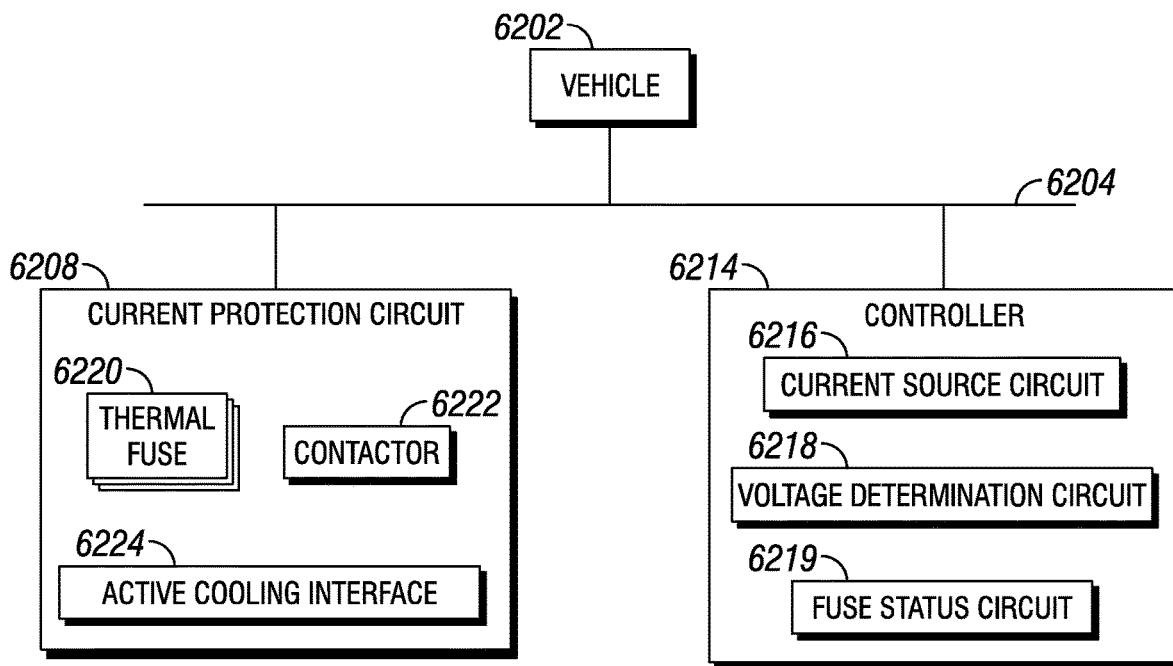 6202
VEHICLE
6204
6208
CURRENT PROTECTION CIRCUIT
6220
THERMAL
FUSE
6222
CONTACTOR
6224
ACTIVE COOLING INTERFACE
6214
CONTROLLER
6216
CURRENT SOURCE CIRCUIT
6218
VOLTAGE DETERMINATION CIRCUIT
6219
FUSE STATUS CIRCUIT